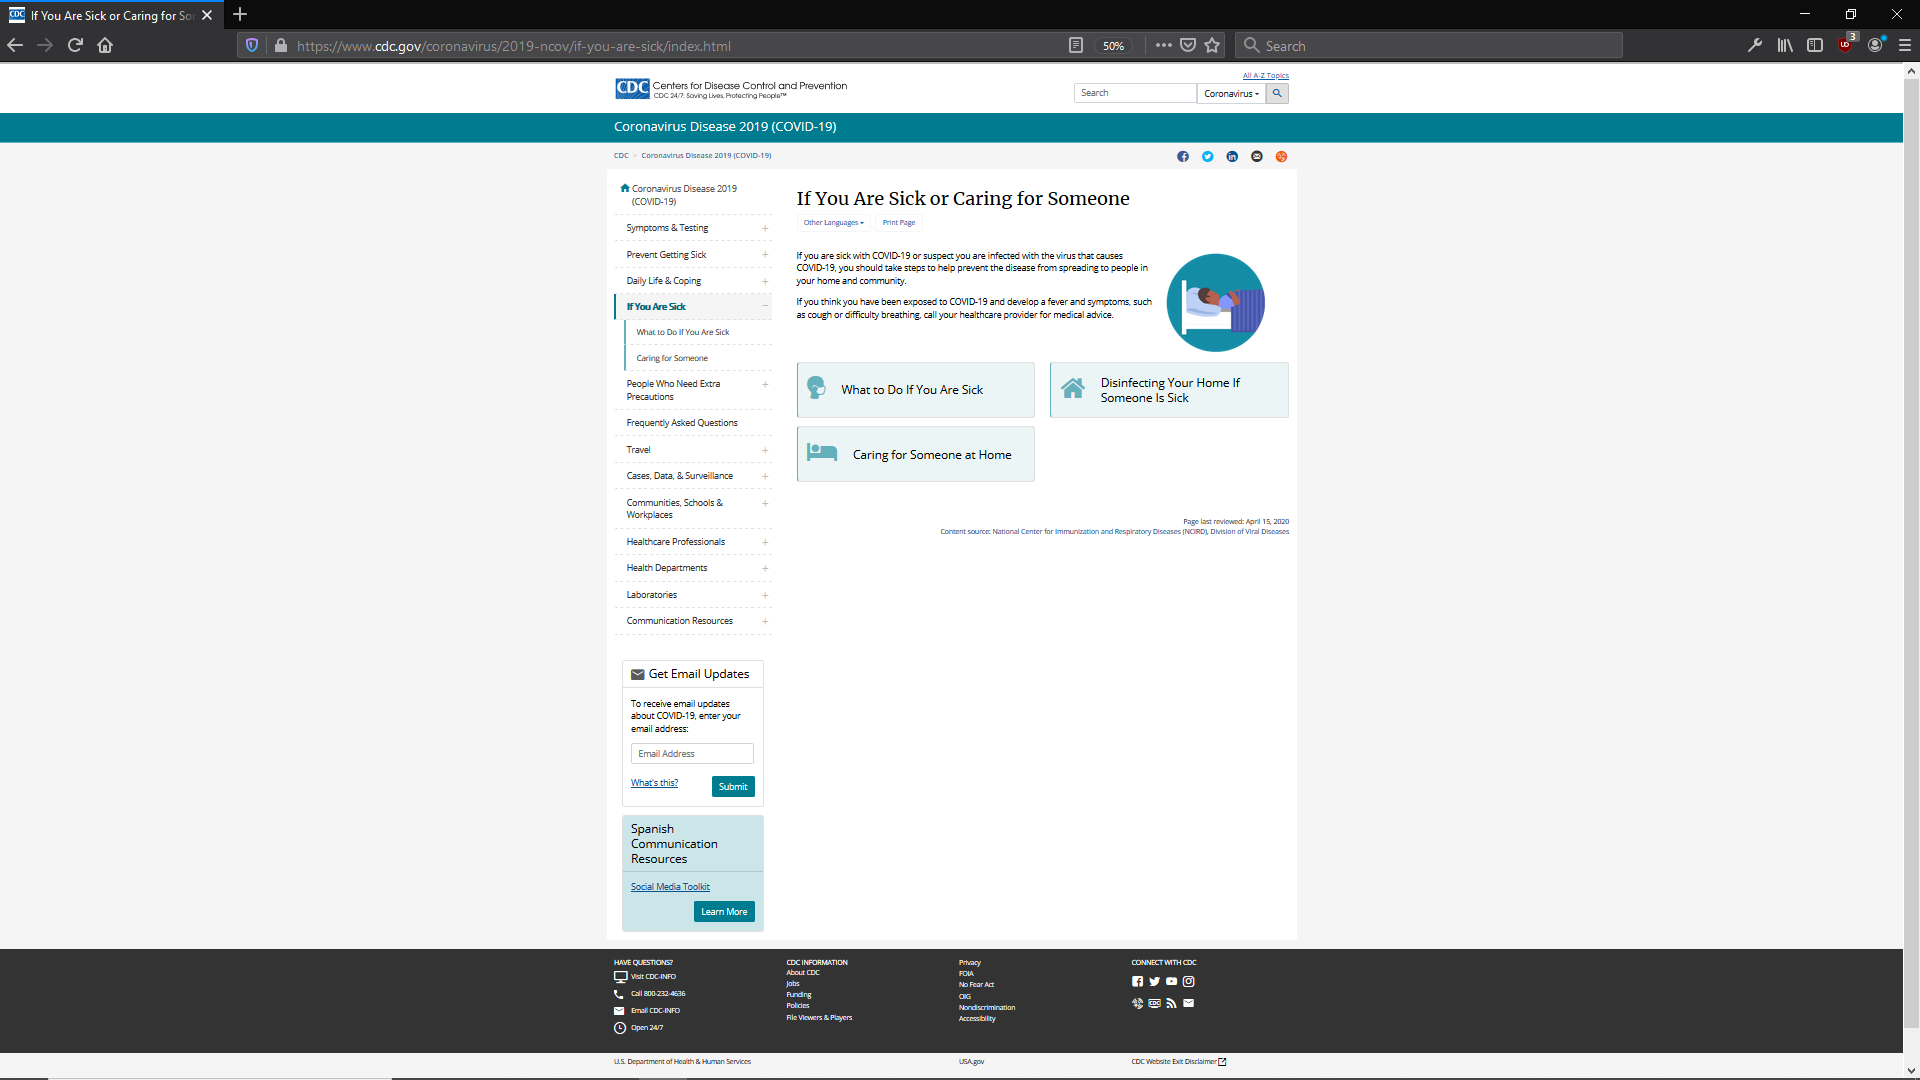 If You Are Sick or Caring for So
https://www.cdc.gov/coronavirus/2019-ncov/if-you-are-sick/index.html
50%
Search
3
CDC
Centers for Disease Control and Prevention
CDC 24/7: Saving Lives, Protecting People™
All A-Z Topics
Search
Coronavirus
Coronavirus Disease 2019 (COVID-19)
CDC > Coronavirus Disease 2019 (COVID-19)
Coronavirus Disease 2019
(COVID-19)
Symptoms & Testing
Prevent Getting Sick
Daily Life & Coping
If You Are Sick
What to Do If You Are Sick
Caring for Someone
People Who Need Extra
Precautions
Frequently Asked Questions
Travel
Cases, Data, & Surveillance
Communities, Schools &
Workplaces
Healthcare Professionals
Health Departments
Laboratories
Communication Resources
Get Email Updates
To receive email updates
about COVID-19, enter your
email address:
Email Address
What's this?
Submit
Spanish
Communication
Resources
Social Media Toolkit
Learn More
If You Are Sick or Caring for Someone
Other Languages
Print Page
If you are sick with COVID-19 or suspect you are infected with the virus that causes
COVID-19, you should take steps to help prevent the disease from spreading to people in
your home and community.
If you think you have been exposed to COVID-19 and develop a fever and symptoms, such
as cough or difficulty breathing, call your healthcare provider for medical advice.
What to Do If You Are Sick
Disinfecting Your Home If
Someone Is Sick
Caring for Someone at Home
Page last reviewed: April 15, 2020
Content source: National Center for Immunization and Respiratory Diseases (NCIRD), Division of Viral Diseases
HAVE QUESTIONS?
Visit CDC-INFO
Call 800-232-4636
Email CDC-INFO
Open 24/7
CDC INFORMATION
About CDC
Jobs
Funding
Policies
File Viewers & Players
Privacy
FOIA
No Fear Act
OIG
Nondiscrimination
Accessibility
CONNECT WITH CDC
U.S. Department of Health & Human Services
USA.gov
CDC Website Exit Disclaimer